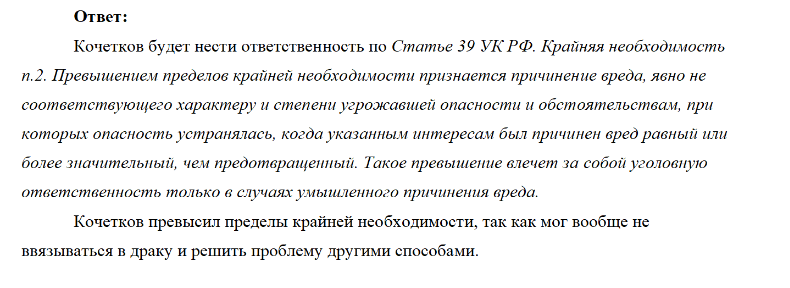 Ответ:
Кочетков будет нести ответственность по Статье 39 УК РФ. Крайняя необходимость
п.2. Превышением пределов крайней необходимости признается причинение вреда, явно не
соответствующего характеру и степени угрожавшей опасности и обстоятельствам, при
которых опасность устранялась, когда указанным интересам был причинен вред равный или
более значительный, чем предотвращенный. Такое превышение влечет за собой уголовную
ответственность только в случаях умышленного причинения вреда.
Кочетков превысил пределы крайней необходимости, так как мог вообще не
ввязываться в драку и решить проблему другими способами.